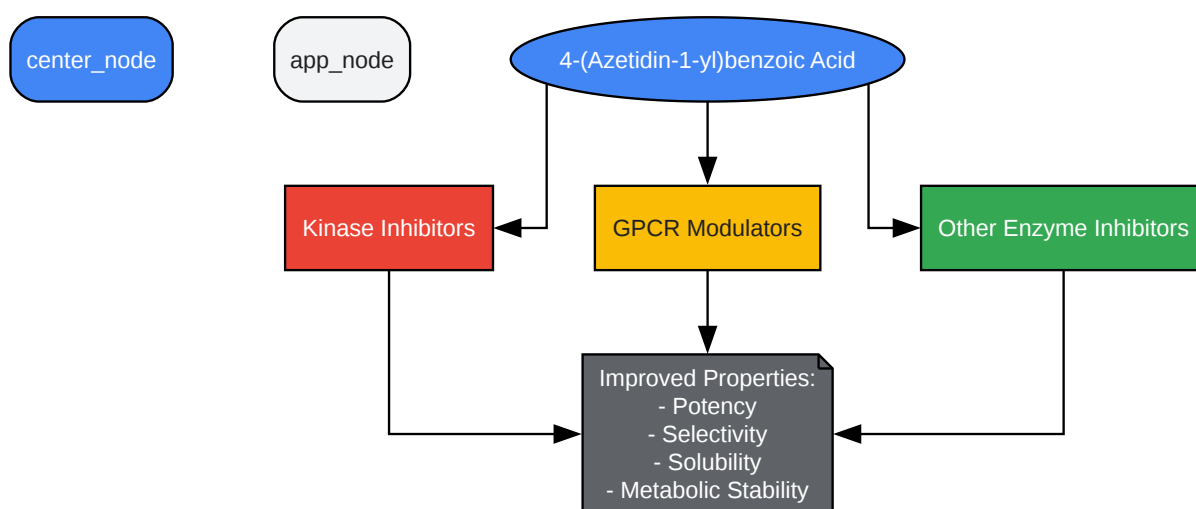 center_node
app_node
4-(Azetidin-1-yl)benzoic Acid
Kinase Inhibitors
GPCR Modulators
Other Enzyme Inhibitors
Improved Properties:
- Potency
- Selectivity
- Solubility
- Metabolic Stability